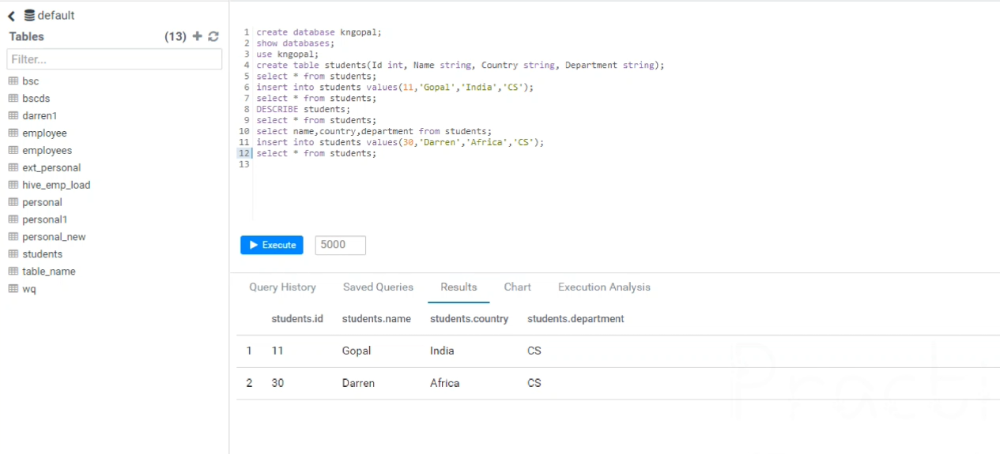 default
Tables (13)
Filter...
bsc
bscds
darren1
employee
employees
ext_personal
hive_emp_load
personal
personal1
personal_new
students
table_name
wq
1 create database kngopal;
2 show databases;
3 use kngopal;
4 create table students(Id int, Name string, Country string, Department string);
5 select * from students;
6 insert into students values(11,'Gopal','India','CS');
7 select * from students;
8 DESCRIBE students;
9 select * from students;
10 select name,country,department from students;
11 insert into students values(30,'Darren','Africa','CS');
12 select * from students;
13
Execute 5000
Query History Saved Queries Results Chart Execution Analysis
students.id students.name students.country students.department
1 11 Gopal India CS
2 30 Darren Africa CS
Practi